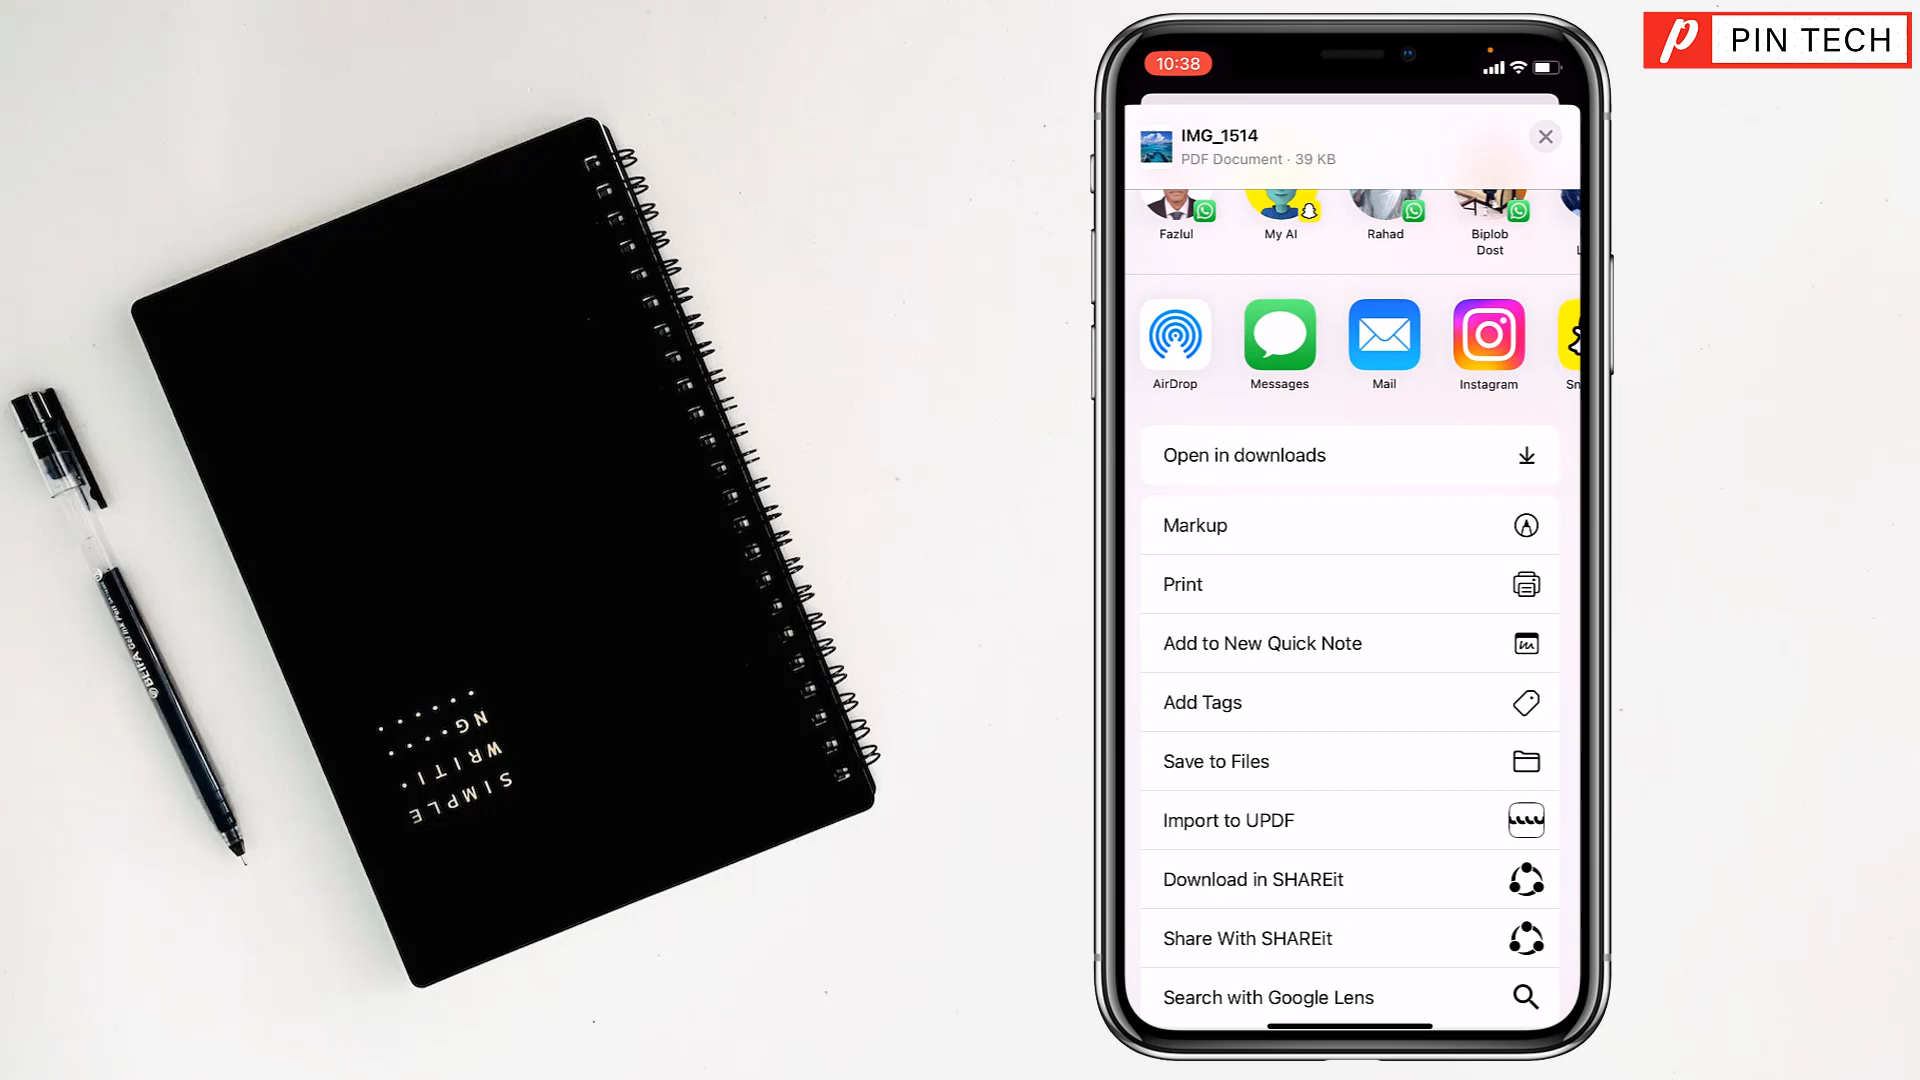 PIN TECH
10:38
IMG_1514
PDF Document · 39 KB
Fazlul
My AI
Rahad
Biplob
Dost
AirDrop
Messages
Mail
Instagram
Sn
Open in downloads
Markup
Print
Add to New Quick Note
Add Tags
Save to Files
Import to UPDF
Download in SHAREit
Share With SHAREit
Search with Google Lens
SIMPLE
WRITI
NG